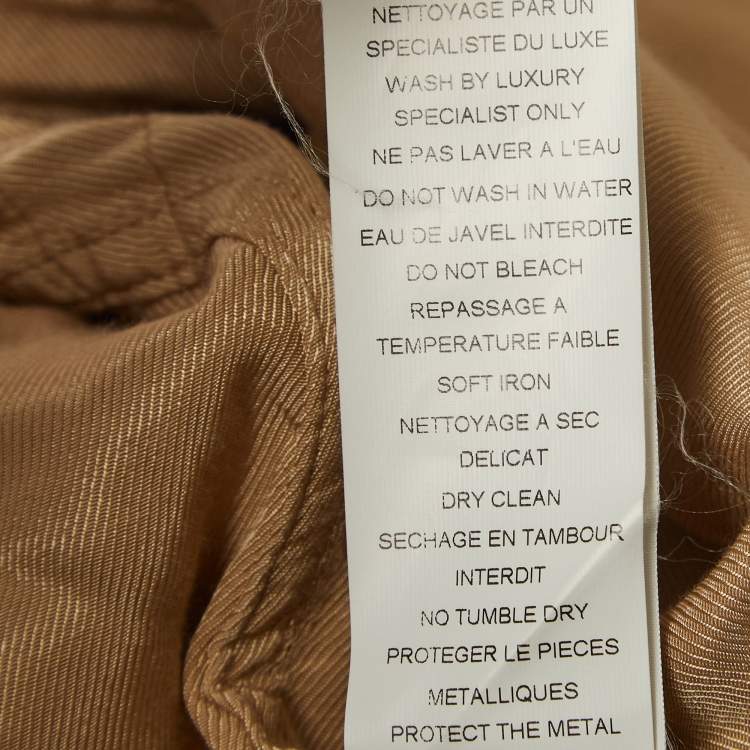 NETTOYAGE PAR UN
SPECIALISTE DU LUXE
WASH BY LUXURY
SPECIALIST ONLY
NE PAS LAVER A L'EAU
DO NOT WASH IN WATER
EAU DE JAVEL INTERDITE
DO NOT BLEACH
REPASSAGE A
TEMPERATURE FAIBLE
SOFT IRON
NETTOYAGE A SEC
DELICAT
DRY CLEAN
SECHAGE EN TAMBOUR
INTERDIT
NO TUMBLE DRY
PROTEGER LE PIECES
METALLIQUES
PROTECT THE METAL